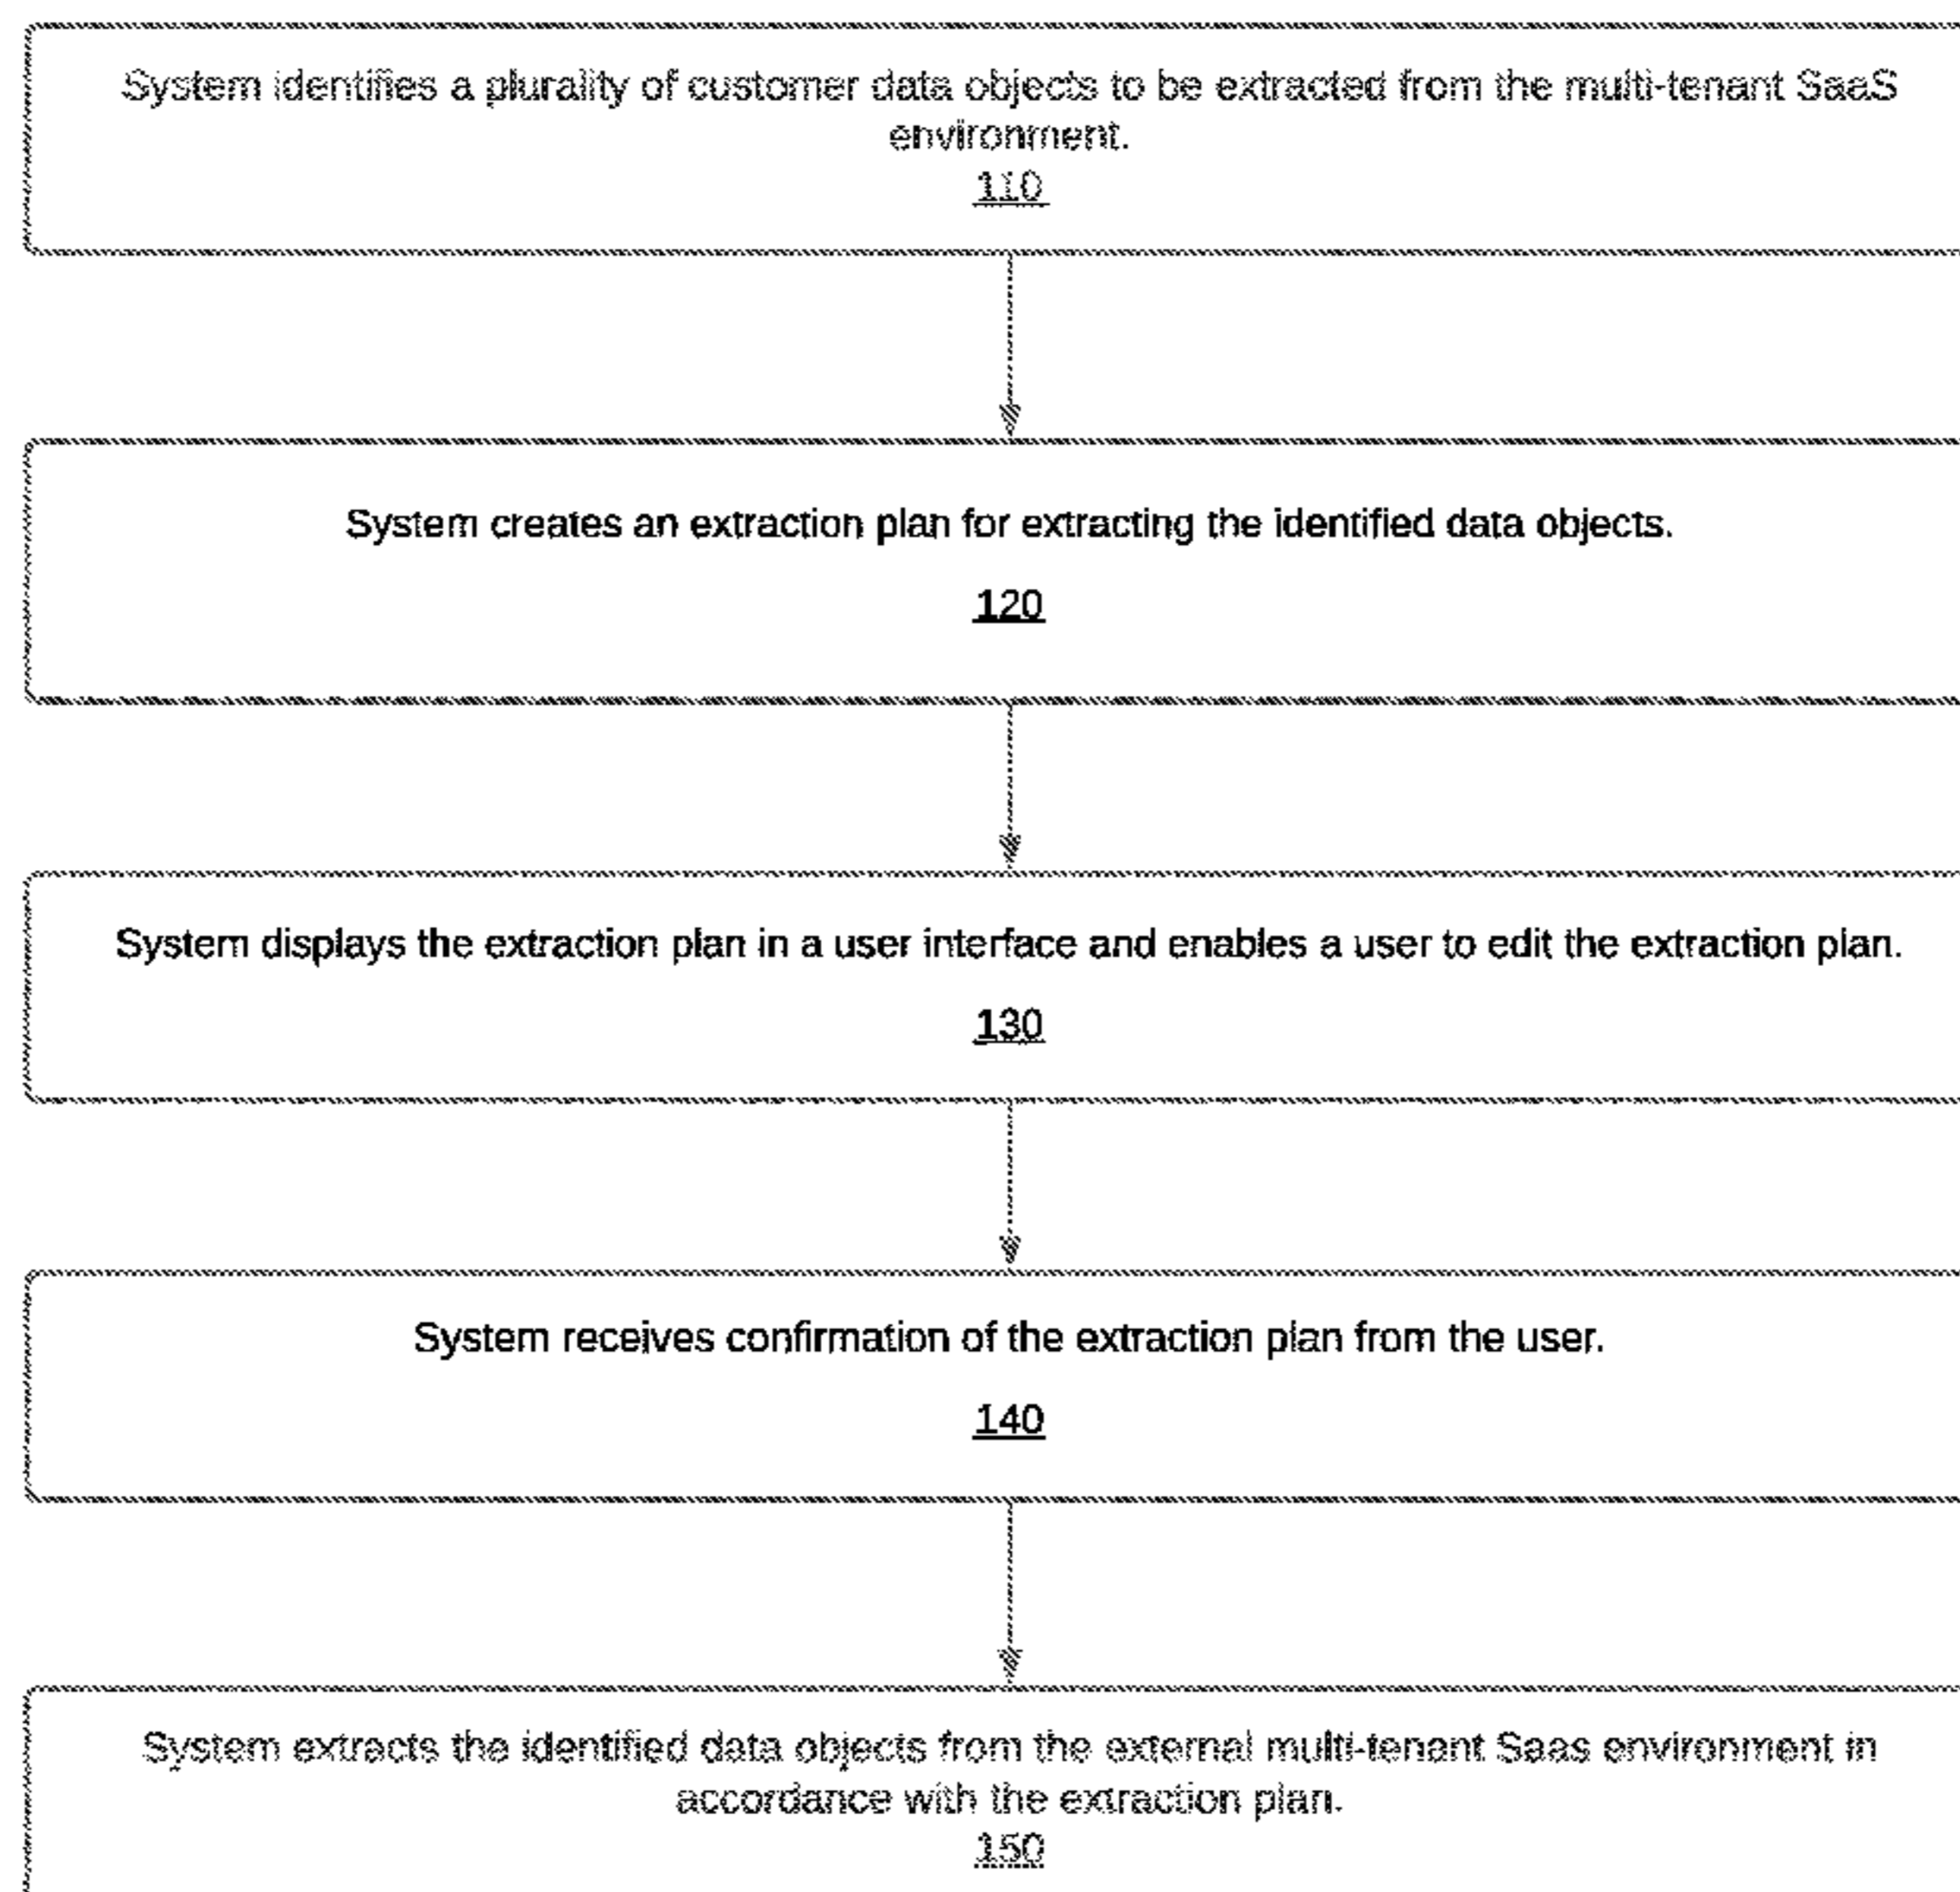 System identifies a plurality of customer data objects to be extracted from the multi-tenant SaaS
environment.
110
System creates an extraction plan for extracting the identified data objects.
120
System displays the extraction plan in a user interface and enables a user to edit the extraction plan.
130
System receives confirmation of the extraction plan from the user.
140
System extracts the identified data objects from the external multi-tenant Saas environment in
accordance with the extraction plan.
150